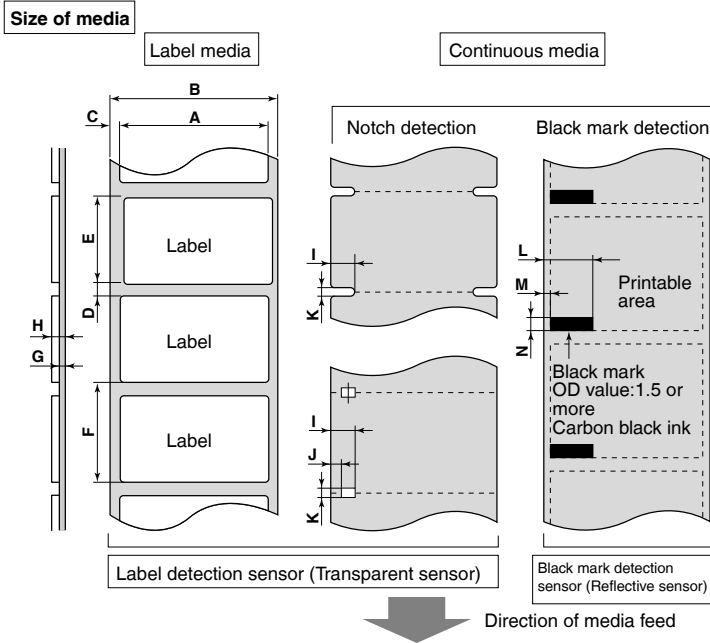 Size of media
Label media
Continuous media
B
C
A
Notch detection
Black mark detection
E
Label
I
L
M
Printable
area
D
K
H
N
G
Label
Black mark
OD value:1.5 or
more
Carbon black ink
F
I
Label
J
K
Label detection sensor (Transparent sensor)
Black mark detection
sensor (Reflective sensor)
Direction of media feed